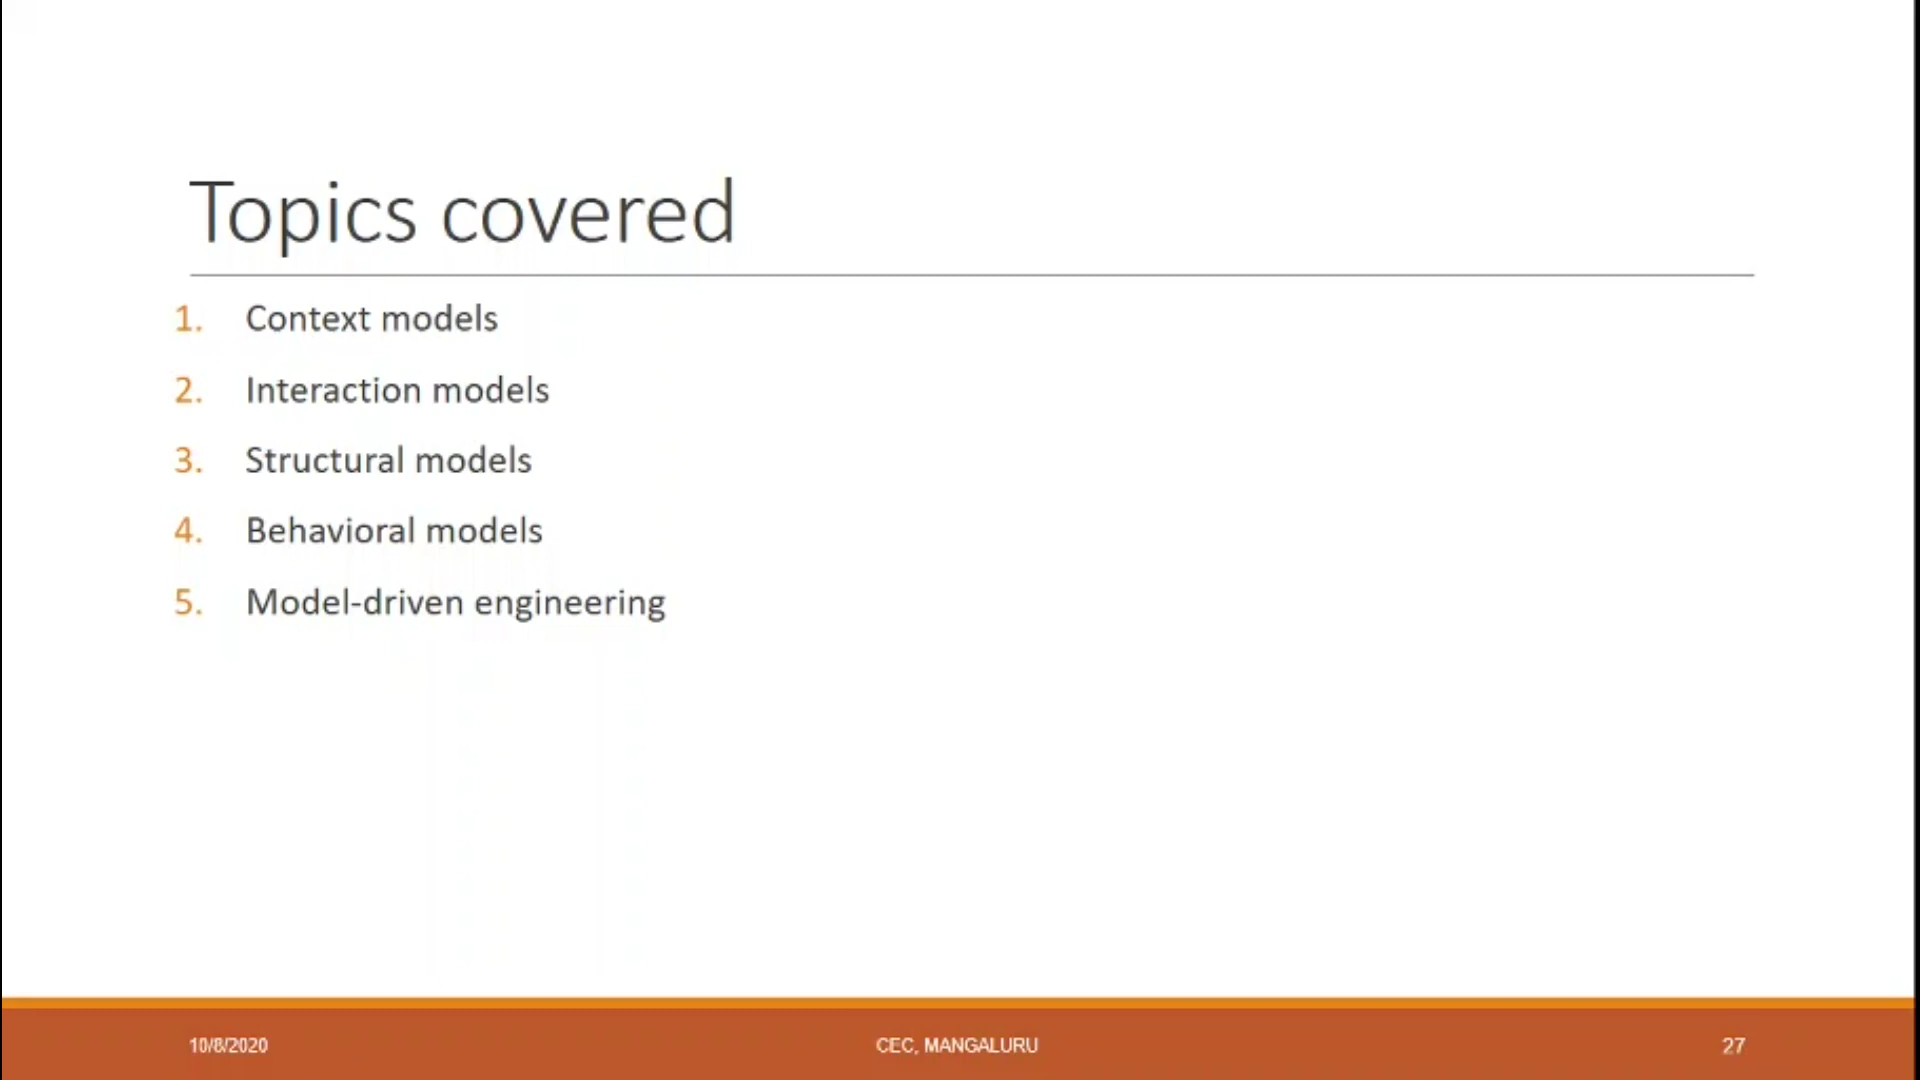 Topics covered
1. Context models
2. Interaction models
3. Structural models
4. Behavioral models
5. Model-driven engineering
10/8/2020
CEC, MANGALURU
27